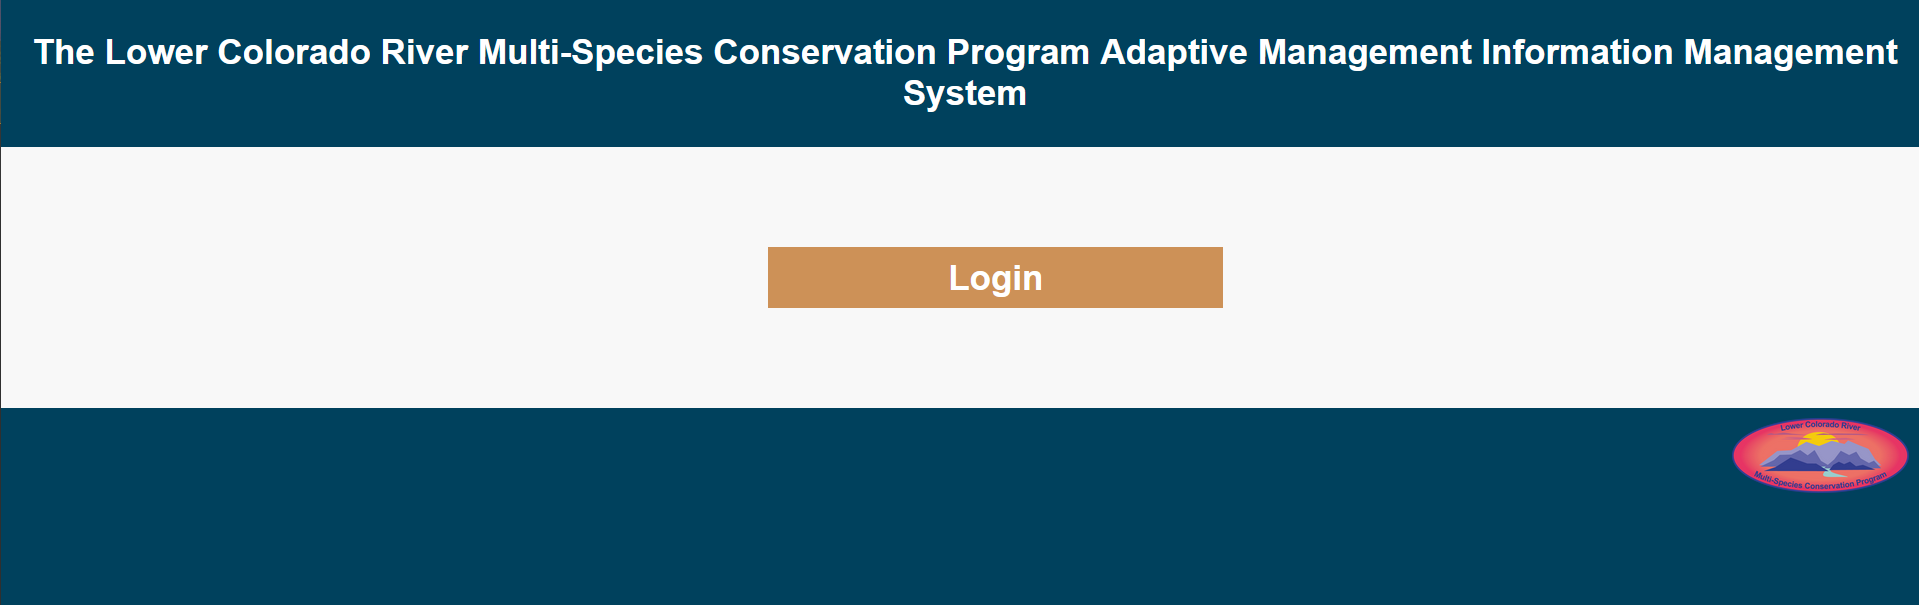 The Lower Colorado River Multi-Species Conservation Program Adaptive Management Information Management
System
Login
Lower Colorado River
Multi-Species Conservation Program